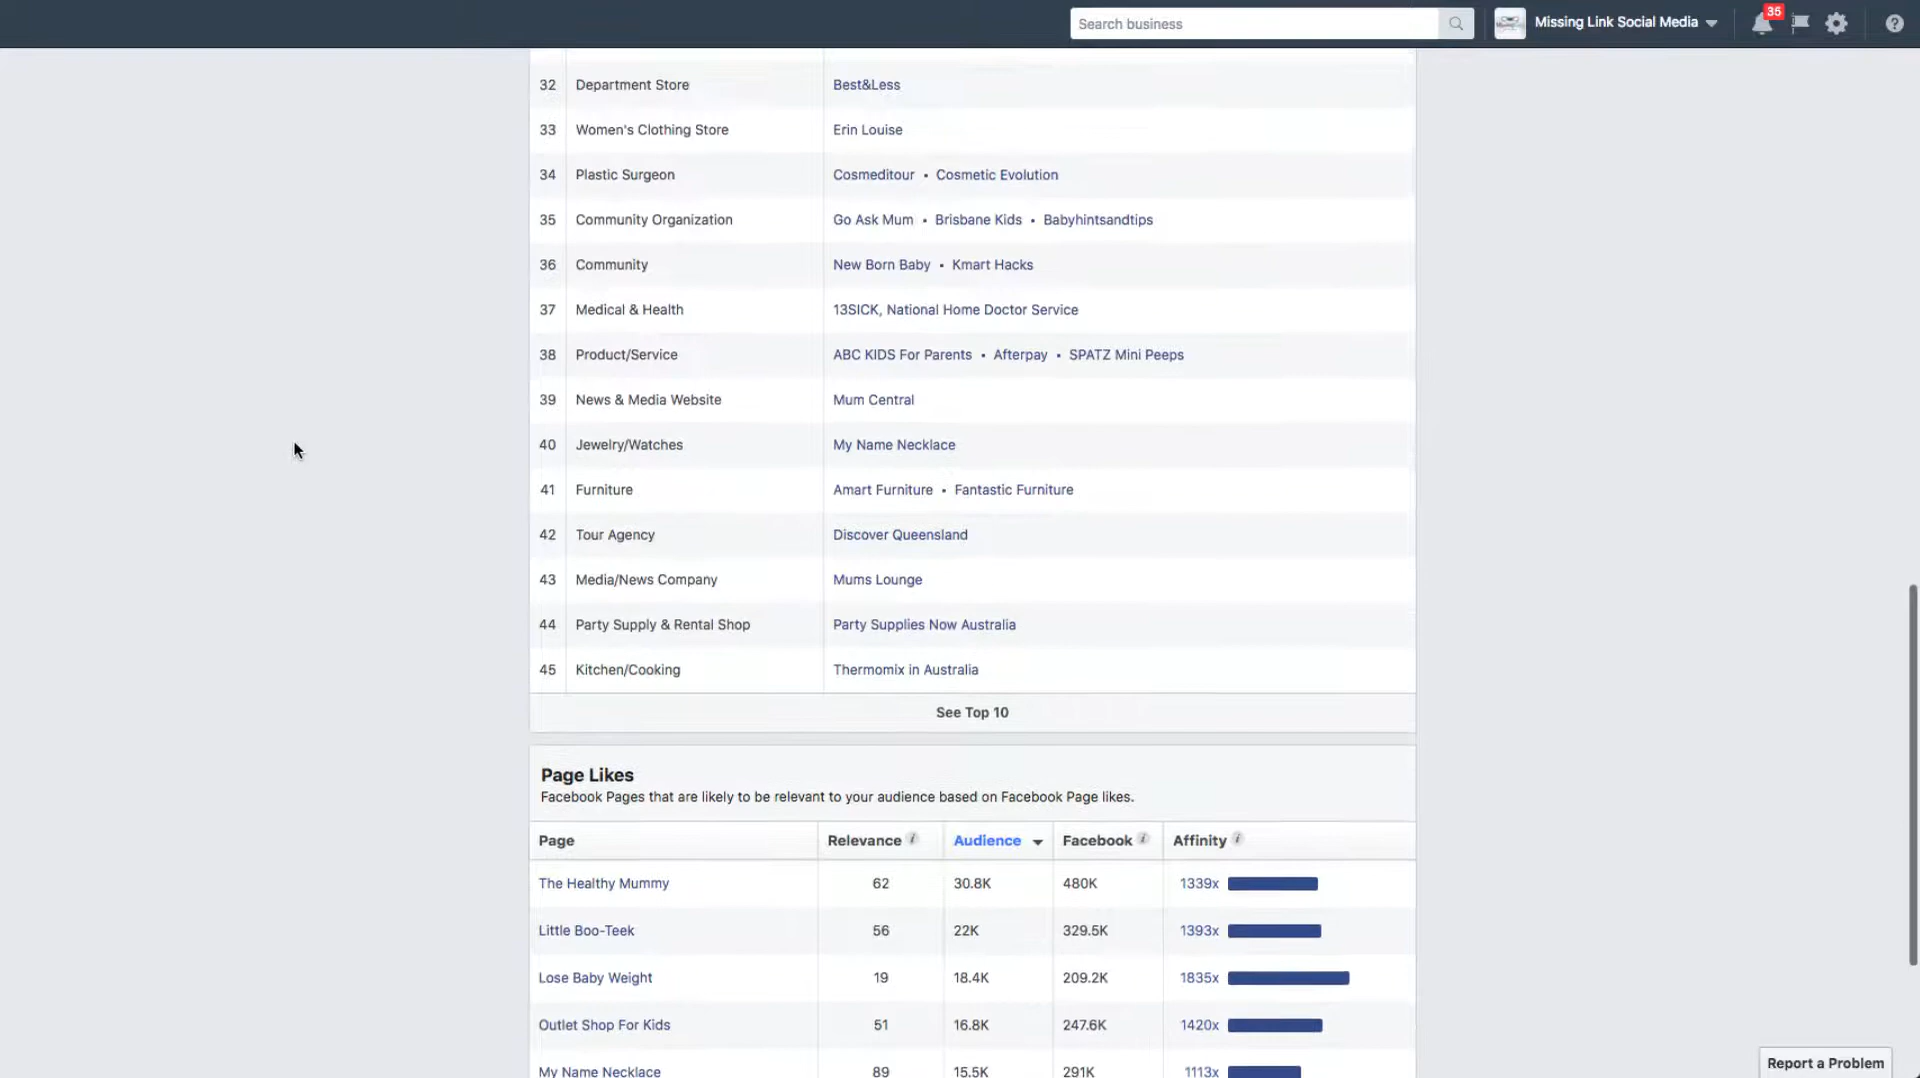 Search business
Missing Link Social Media
35
32 Department Store Best&Less
33 Women's Clothing Store Erin Louise
34 Plastic Surgeon Cosmeditour • Cosmetic Evolution
35 Community Organization Go Ask Mum • Brisbane Kids • Babyhintsandtips
36 Community New Born Baby • Kmart Hacks
37 Medical & Health 13SICK, National Home Doctor Service
38 Product/Service ABC KIDS For Parents • Afterpay • SPATZ Mini Peeps
39 News & Media Website Mum Central
40 Jewelry/Watches My Name Necklace
41 Furniture Amart Furniture • Fantastic Furniture
42 Tour Agency Discover Queensland
43 Media/News Company Mums Lounge
44 Party Supply & Rental Shop Party Supplies Now Australia
45 Kitchen/Cooking Thermomix in Australia
See Top 10
Page Likes
Facebook Pages that are likely to be relevant to your audience based on Facebook Page likes.
Page Relevance i Audience Facebook i Affinity i
The Healthy Mummy 62 30.8K 480K 1339x
Little Boo-Teek 56 22K 329.5K 1393x
Lose Baby Weight 19 18.4K 209.2K 1835x
Outlet Shop For Kids 51 16.8K 247.6K 1420x
My Name Necklace 89 15.5K 291K 1113x
Report a Problem